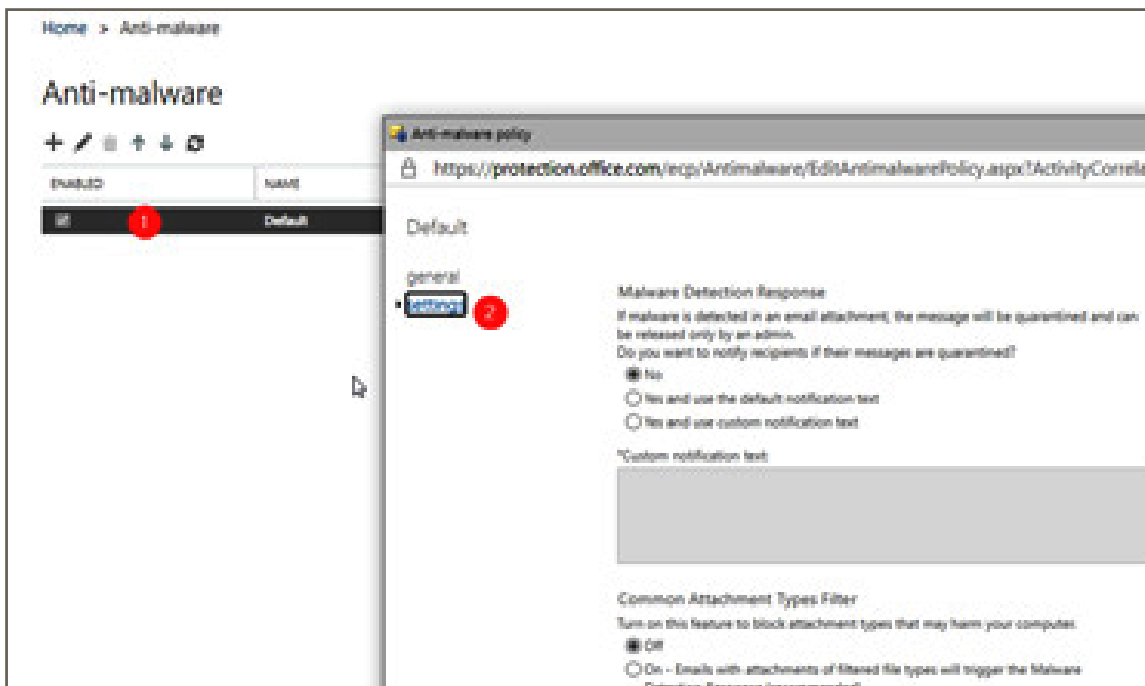 Home > Anti-malware
Anti-malware
ENABLED NAME
1 Default
Anti-malware policy
https://protection.office.com/ecp/Antimalware/EditAntimalwarePolicy.aspx?ActivityCorrela
Default
general
settings 2
Malware Detection Response
If malware is detected in an email attachment, the message will be quarantined and can
be released only by an admin.
Do you want to notify recipients if their messages are quarantined?
No
Yes and use the default notification text
Yes and use custom notification text
*Custom notification text:
Common Attachment Types Filter
Turn on this feature to block attachment types that may harm your computer.
Off
On - Emails with attachments of filtered file types will trigger the Malware
Detection Response (recommended)